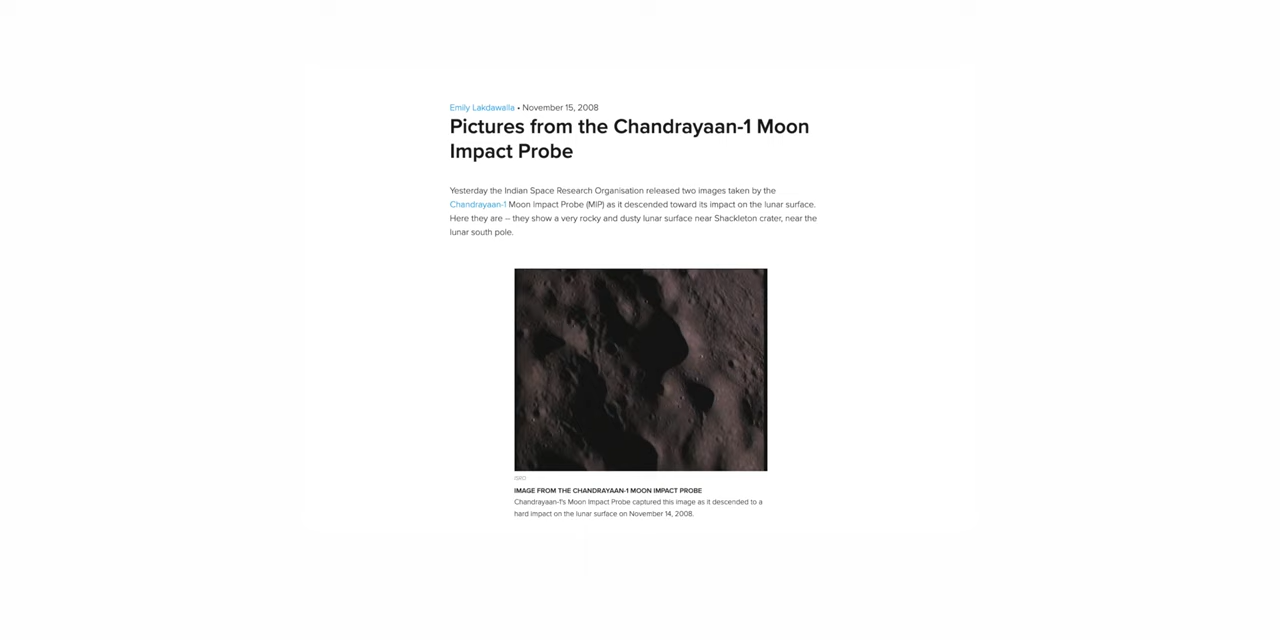 Emily Lakdawalla • November 15, 2008
Pictures from the Chandrayaan-1 Moon
Impact Probe
Yesterday the Indian Space Research Organisation released two images taken by the
Chandrayaan-1 Moon Impact Probe (MIP) as it descended toward its impact on the lunar surface.
Here they are -- they show a very rocky and dusty lunar surface near Shackleton crater, near the
lunar south pole.
ISRO
IMAGE FROM THE CHANDRAYAAN-1 MOON IMPACT PROBE
Chandrayaan-1's Moon Impact Probe captured this image as it descended to a
hard impact on the lunar surface on November 14, 2008.